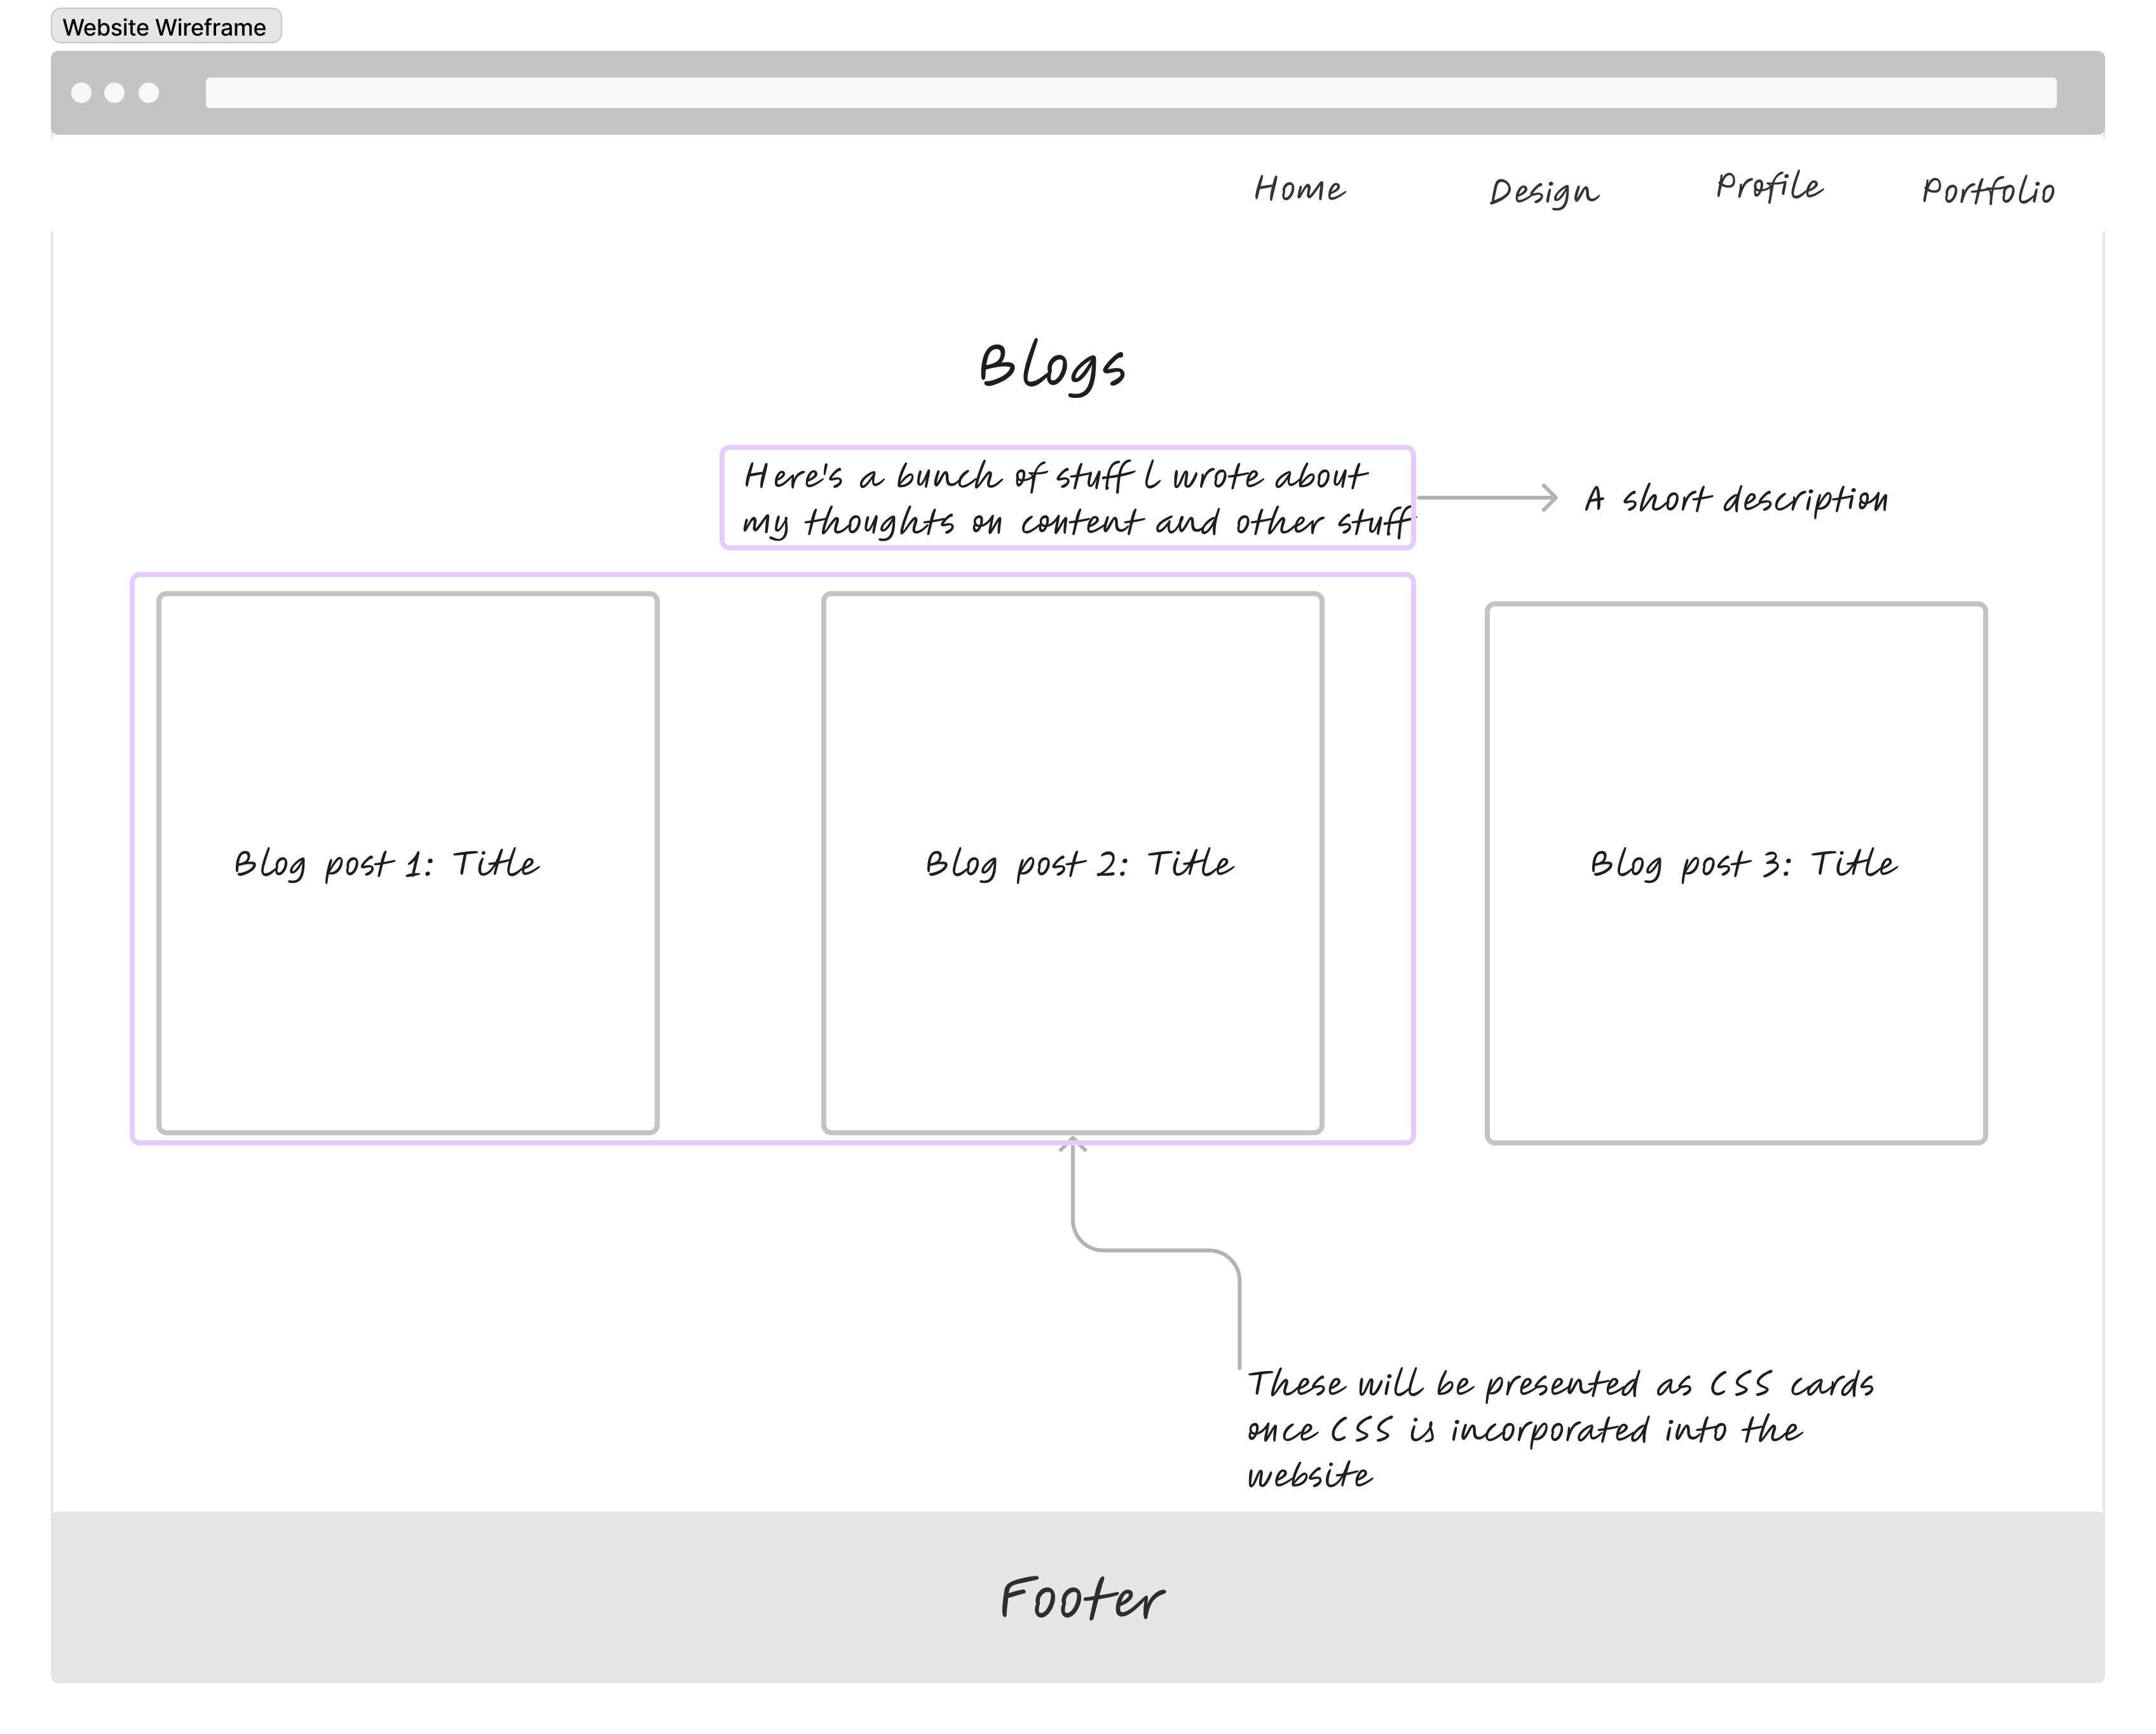 Website Wireframe
Home Design Profile Portfolio
Blogs
Here's a bunch of stuff I wrote about
my thoughts on content and other stuff
A short description
Blog post 1: Title
Blog post 2: Title
Blog post 3: Title
These will be presented as CSS cards
once CSS is incorporated into the
website
Footer